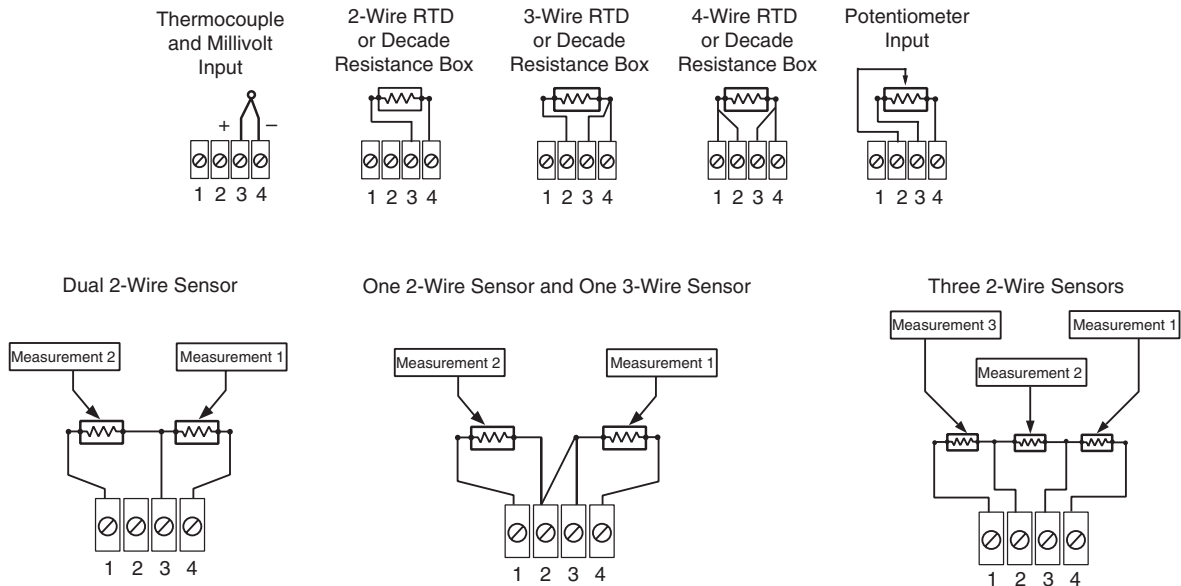 Thermocouple
and Millivolt
Input
+ –
1 2 3 4
2-Wire RTD
or Decade
Resistance Box
1 2 3 4
3-Wire RTD
or Decade
Resistance Box
1 2 3 4
4-Wire RTD
or Decade
Resistance Box
1 2 3 4
Potentiometer
Input
1 2 3 4
Dual 2-Wire Sensor
Measurement 2
Measurement 1
1 2 3 4
One 2-Wire Sensor and One 3-Wire Sensor
Measurement 2
Measurement 1
1 2 3 4
Three 2-Wire Sensors
Measurement 3
Measurement 1
Measurement 2
1 2 3 4